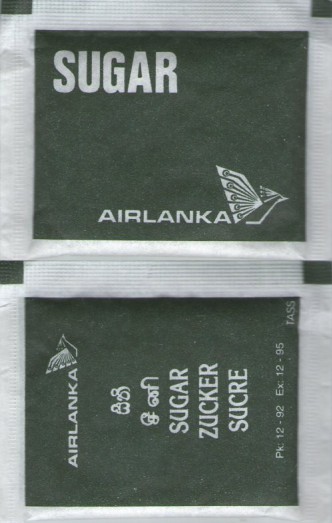 SUGAR
AIRLANKA
AIRLANKA
සීනි
சீனி
SUGAR
ZUCKER
SUCRE
Pk: 12 - 92 Ex: 12 - 95
TASS